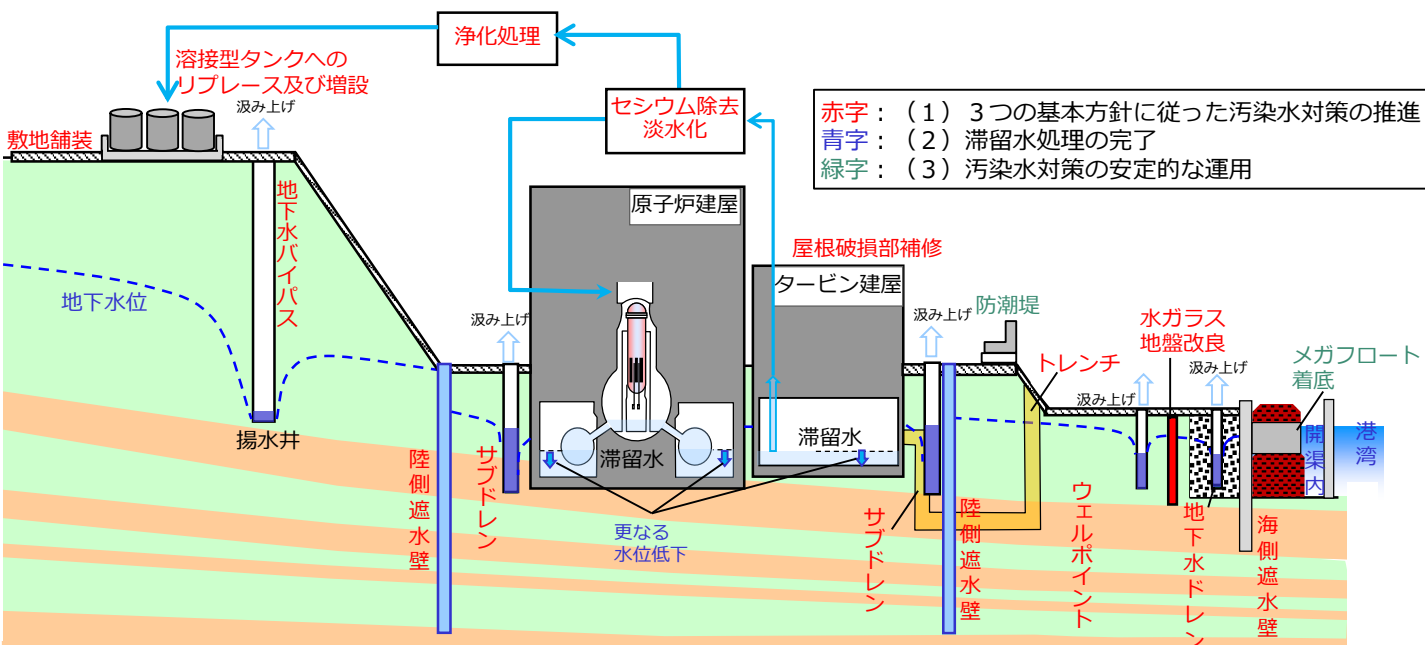 浄化処理
溶接型タンクへの
リプレース及び増設
汲み上げ
敷地舗装
セシウム除去
淡水化
赤字：（１）３つの基本方針に従った汚染水対策の推進
青字：（２）滞留水処理の完了
緑字：（３）汚染水対策の安定的な運用
地下水バイパス
地下水位
揚水井
原子炉建屋
屋根破損部補修
タービン建屋
汲み上げ
汲み上げ
防潮堤
トレンチ
水ガラス
地盤改良
汲み上げ
汲み上げ
メガフロート
着底
開渠内
港湾
滞留水
滞留水
陸側遮水壁
サブドレン
更なる
水位低下
サブドレン
陸側遮水壁
ウェルポイント
地下水ドレン
海側遮水壁